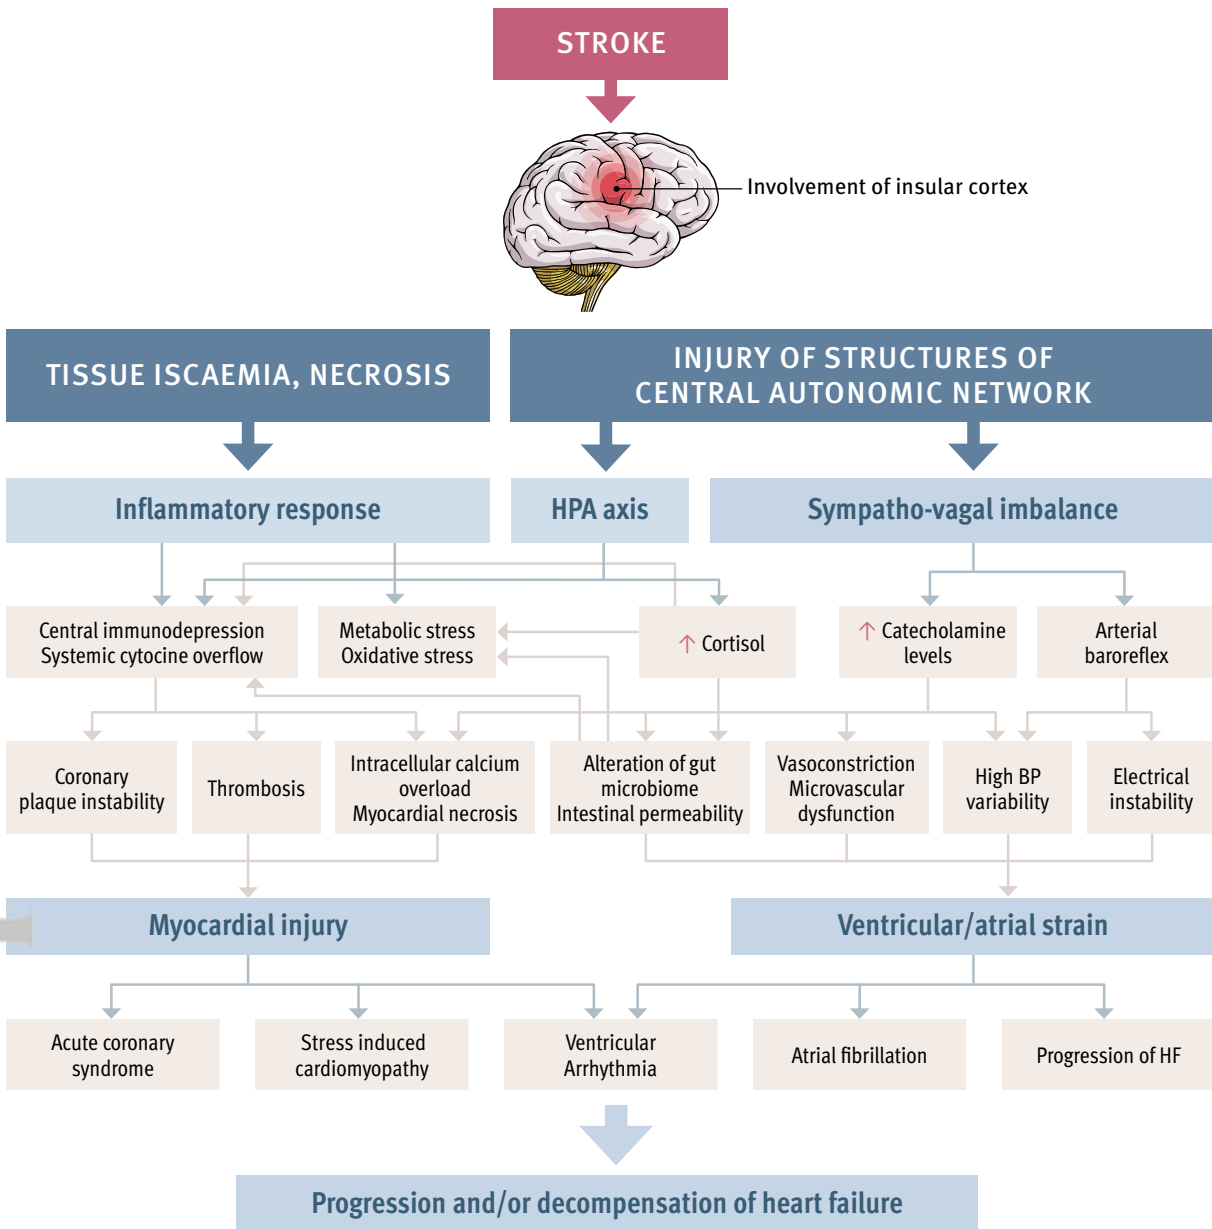 STROKE
Involvement of insular cortex
TISSUE ISCAEMIA, NECROSIS
INJURY OF STRUCTURES OF
CENTRAL AUTONOMIC NETWORK
Inflammatory response
HPA axis
Sympatho-vagal imbalance
Central immunodepression
Systemic cytocine overflow
Metabolic stress
Oxidative stress
↑ Cortisol
↑ Catecholamine
levels
Arterial
baroreflex
Coronary
plaque instability
Thrombosis
Intracellular calcium
overload
Myocardial necrosis
Alteration of gut
microbiome
Intestinal permeability
Vasoconstriction
Microvascular
dysfunction
High BP
variability
Electrical
instability
Myocardial injury
Ventricular/atrial strain
Acute coronary
syndrome
Stress induced
cardiomyopathy
Ventricular
Arrhythmia
Atrial fibrillation
Progression of HF
Progression and/or decompensation of heart failure